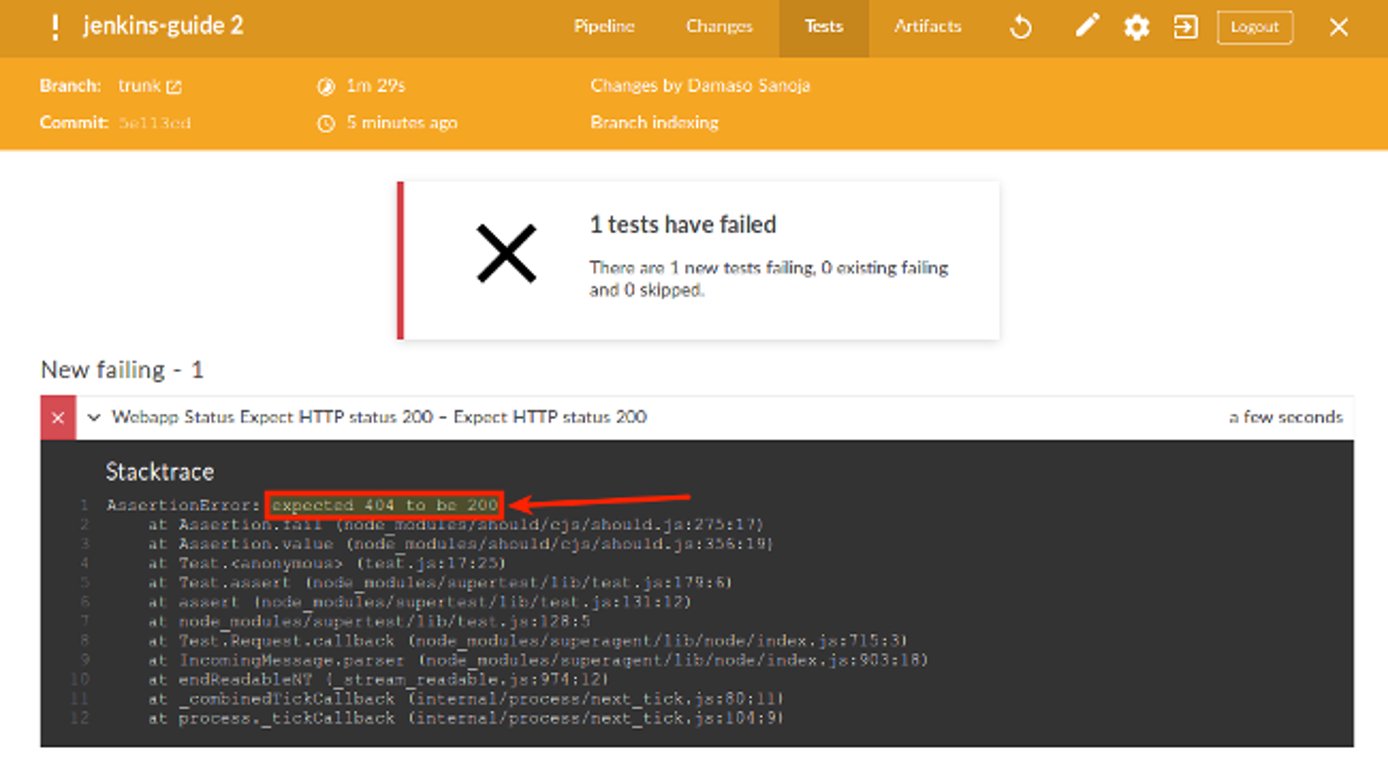 jenkins-guide 2 Pipeline Changes Tests Artifacts Logout
Branch: trunk 1m 29s Changes by Damaso Sanoja
Commit: 5e113cd 5 minutes ago Branch indexing
1 tests have failed
There are 1 new tests failing, 0 existing failing
and 0 skipped.
New failing - 1
Webapp Status Expect HTTP status 200 – Expect HTTP status 200 a few seconds
Stacktrace
1 AssertionError: expected 404 to be 200
2 at Assertion.fail (node_modules/should/cjs/should.js:275:17)
3 at Assertion.value (node_modules/should/cjs/should.js:356:19)
4 at Test.<anonymous> (test.js:17:25)
5 at Test.assert (node_modules/supertest/lib/test.js:179:6)
6 at assert (node_modules/supertest/lib/test.js:131:12)
7 at node_modules/supertest/lib/test.js:128:5
8 at Test.Request.callback (node_modules/superagent/lib/node/index.js:715:3)
9 at IncomingMessage.parser (node_modules/superagent/lib/node/index.js:903:18)
10 at endReadableNT (_stream_readable.js:974:12)
11 at _combinedTickCallback (internal/process/next_tick.js:80:11)
12 at process._tickCallback (internal/process/next_tick.js:104:9)